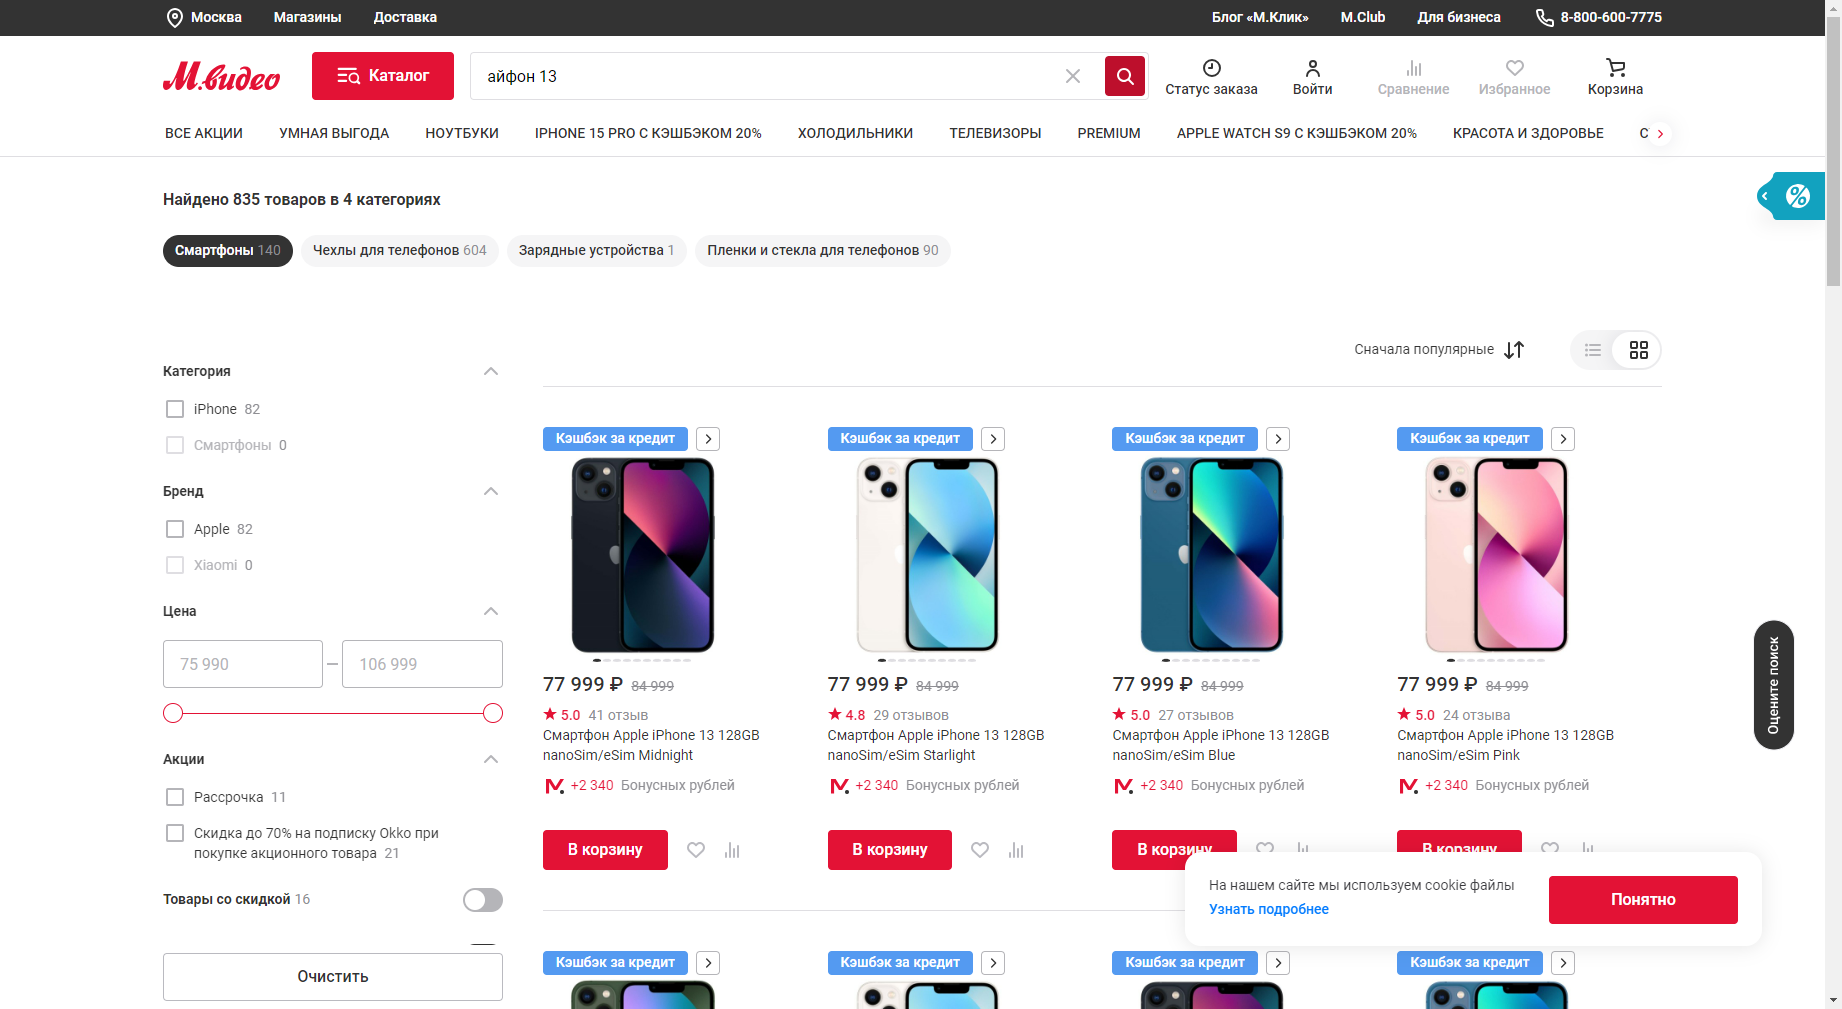 Москва Магазины Доставка Блог «М.Клик» M.Club Для бизнеса 8-800-600-7775
М.видео Каталог айфон 13 Статус заказа Войти Сравнение Избранное Корзина
ВСЕ АКЦИИ УМНАЯ ВЫГОДА НОУТБУКИ IPHONE 15 PRO С КЭШБЭКОМ 20% ХОЛОДИЛЬНИКИ ТЕЛЕВИЗОРЫ PREMIUM APPLE WATCH S9 С КЭШБЭКОМ 20% КРАСОТА И ЗДОРОВЬЕ
Найдено 835 товаров в 4 категориях
Смартфоны 140 Чехлы для телефонов 604 Зарядные устройства 1 Пленки и стекла для телефонов 90
Сначала популярные
Категория
iPhone 82
Смартфоны 0
Бренд
Apple 82
Xiaomi 0
Цена
75 990 — 106 999
Акции
Рассрочка 11
Скидка до 70% на подписку Okko при
покупке акционного товара 21
Товары со скидкой 16
Очистить
Кэшбэк за кредит Кэшбэк за кредит Кэшбэк за кредит Кэшбэк за кредит
77 999 ₽ 84 999 77 999 ₽ 84 999 77 999 ₽ 84 999 77 999 ₽ 84 999
5.0 41 отзыв 4.8 29 отзывов 5.0 27 отзывов 5.0 24 отзыва
Смартфон Apple iPhone 13 128GB Смартфон Apple iPhone 13 128GB Смартфон Apple iPhone 13 128GB Смартфон Apple iPhone 13 128GB
nanoSim/eSim Midnight nanoSim/eSim Starlight nanoSim/eSim Blue nanoSim/eSim Pink
+2 340 Бонусных рублей +2 340 Бонусных рублей +2 340 Бонусных рублей +2 340 Бонусных рублей
В корзину В корзину В корзину В корзину
Кэшбэк за кредит Кэшбэк за кредит Кэшбэк за кредит Кэшбэк за кредит
На нашем сайте мы используем cookie файлы
Узнать подробнее
Понятно
Оцените поиск
%